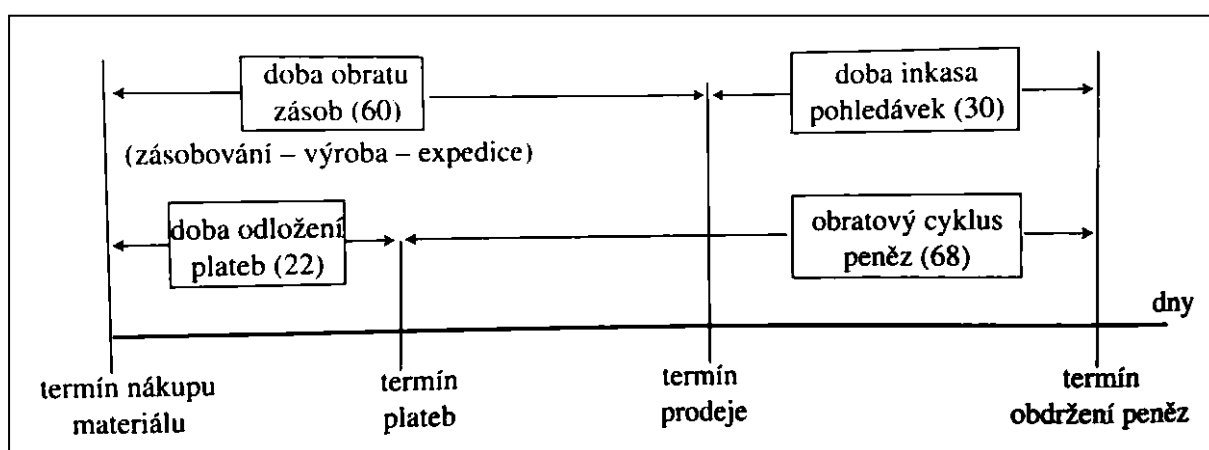 doba obratu
zásob (60)
doba inkasa
pohledávek (30)
(zásobování – výroba – expedice)
doba odložení
plateb (22)
obratový cyklus
peněz (68)
dny
termín nákupu
materiálu
termín
plateb
termín
prodeje
termín
obdržení peněz